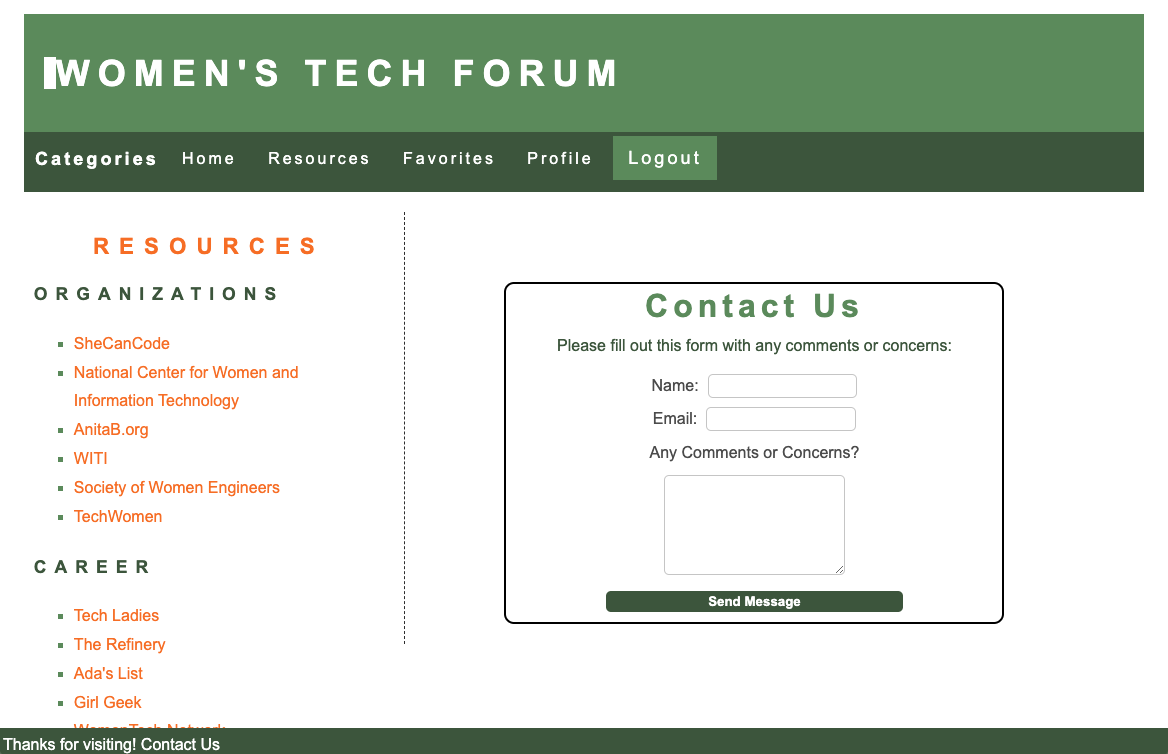 WOMEN'S TECH FORUM
Categories Home Resources Favorites Profile Logout
RESOURCES
ORGANIZATIONS
SheCanCode
National Center for Women and
Information Technology
AnitaB.org
WITI
Society of Women Engineers
TechWomen
CAREER
Tech Ladies
The Refinery
Ada's List
Girl Geek
WomenTech Network
Contact Us
Please fill out this form with any comments or concerns:
Name:
Email:
Any Comments or Concerns?
Send Message
Thanks for visiting! Contact Us